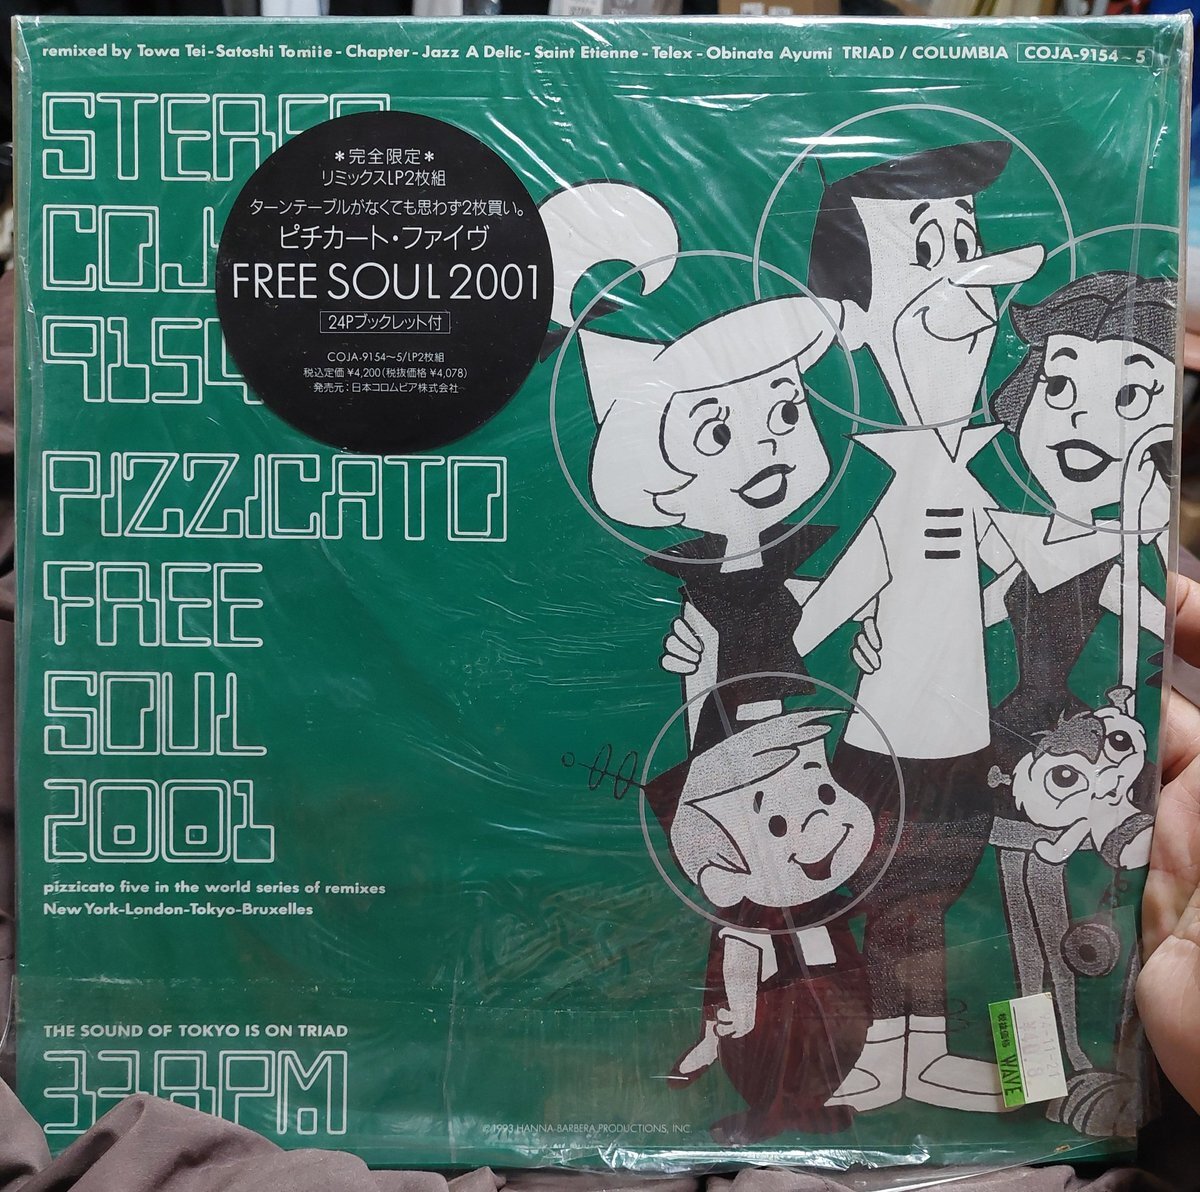 remixed by Towa Tei-Satoshi Tomiie-Chapter-Jazz A Delic-Saint Etienne-Telex-Obinata Ayumi TRIAD / COLUMBIA COJA-9154~5
STEREO
COJA
9154
*完全限定*
リミックスLP2枚組
ターンテーブルがなくても思わず2枚買い。
ピチカート・ファイヴ
FREE SOUL 2001
24Pブックレット付
COJA-9154~5/LP2枚組
税込定価 ¥4,200(税抜価格 ¥4,078)
発売元：日本コロムビア株式会社
PIZZICATO
FREE
SOUL
2001
pizzicato five in the world series of remixes
New York-London-Tokyo-Bruxelles
THE SOUND OF TOKYO IS ON TRIAD
33RPM
税抜価格 WAVE
©1993 HANNA-BARBERA PRODUCTIONS, INC.